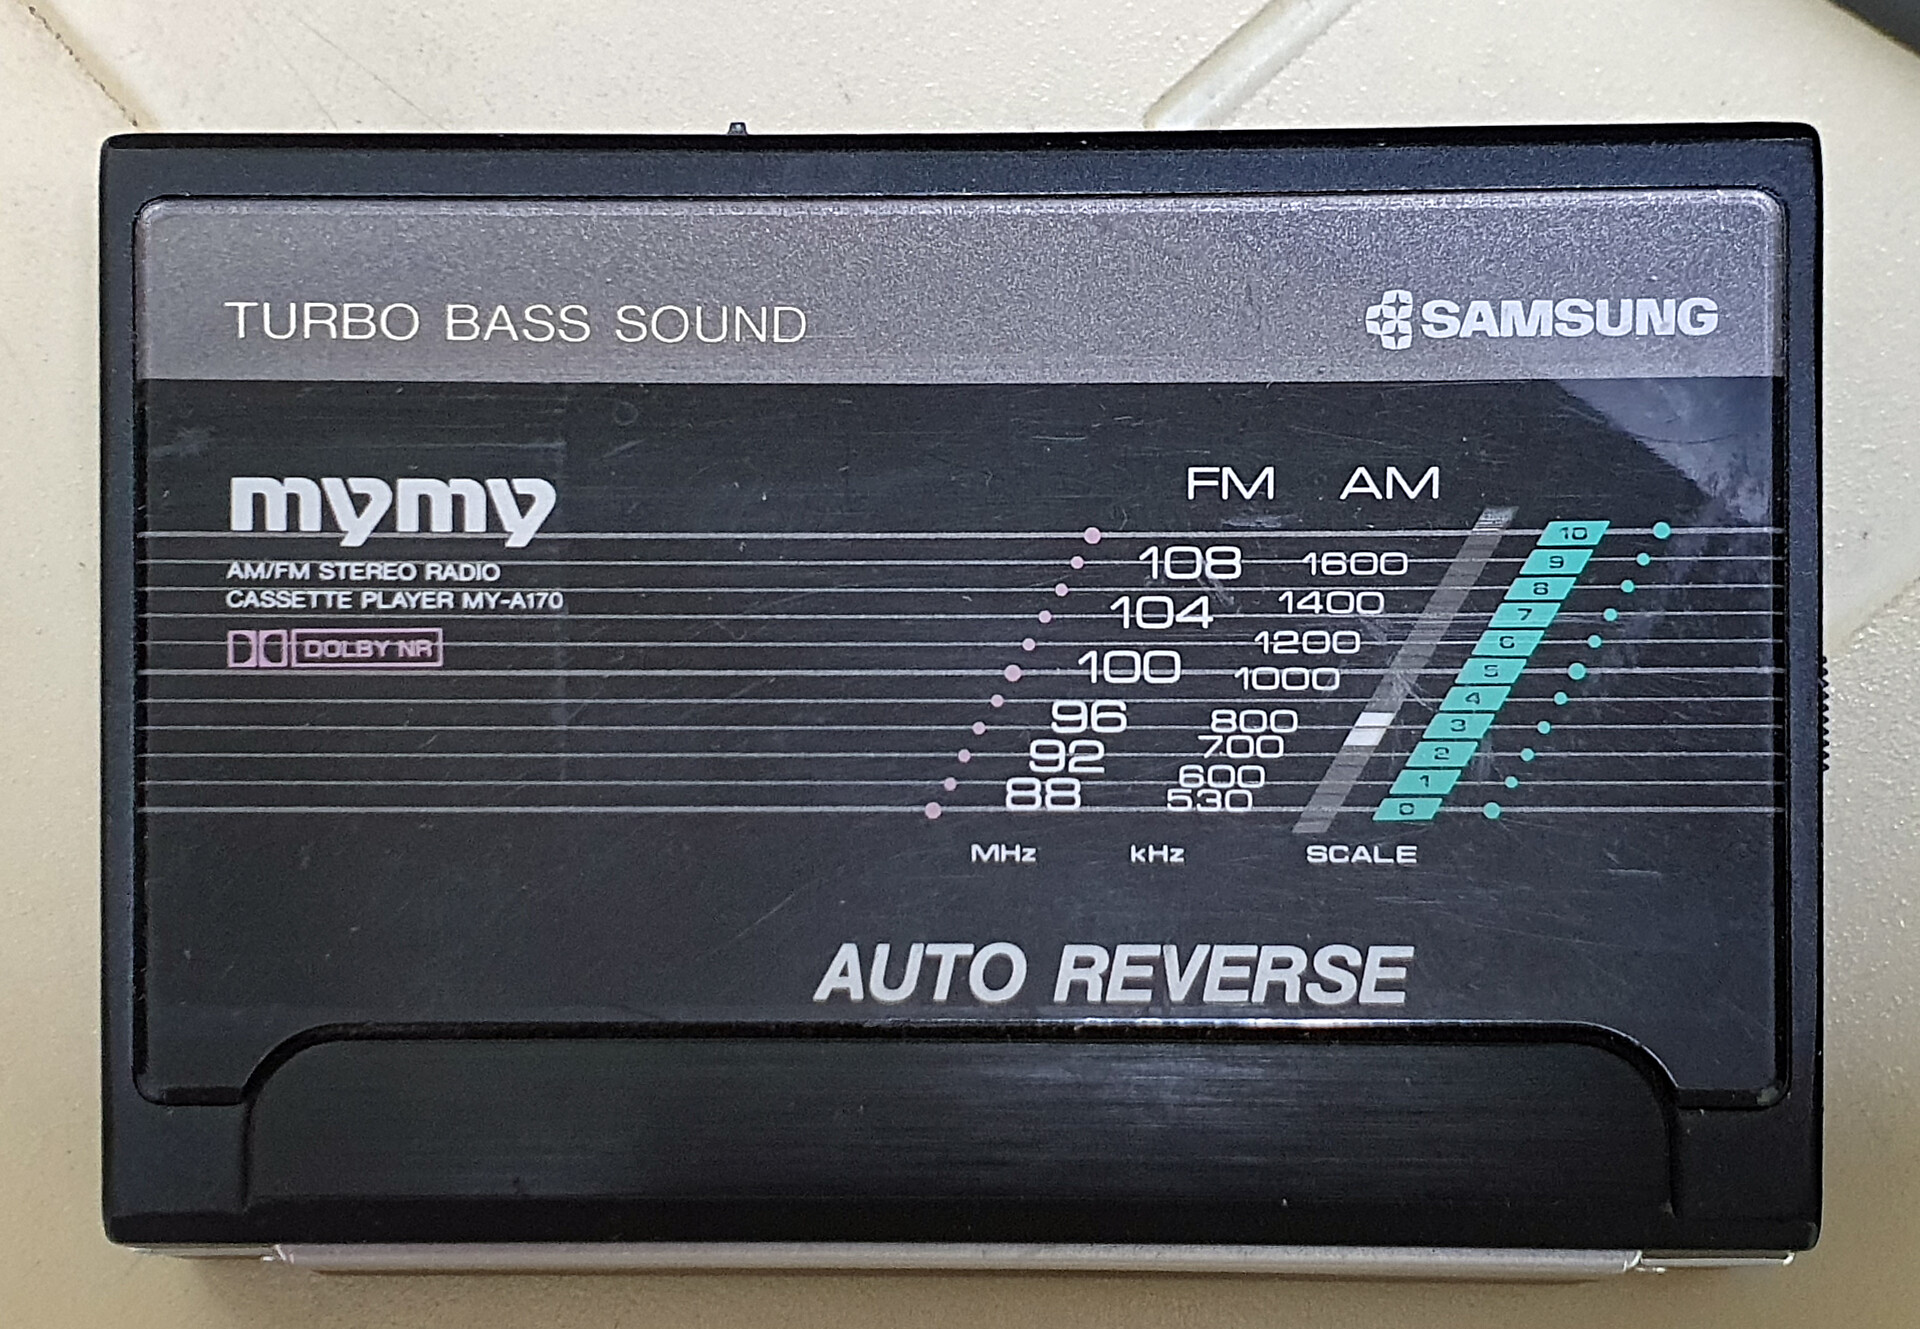 TURBO BASS SOUND
SAMSUNG
mymy
AM/FM STEREO RADIO
CASSETTE PLAYER MY-A170
DOLBY NR
FM AM
10
108 1600 9
8
104 1400 7
1200 6
100 1000 5
4
96 800 3
92 700 2
88 600 1
530 0
MHz kHz SCALE
AUTO REVERSE